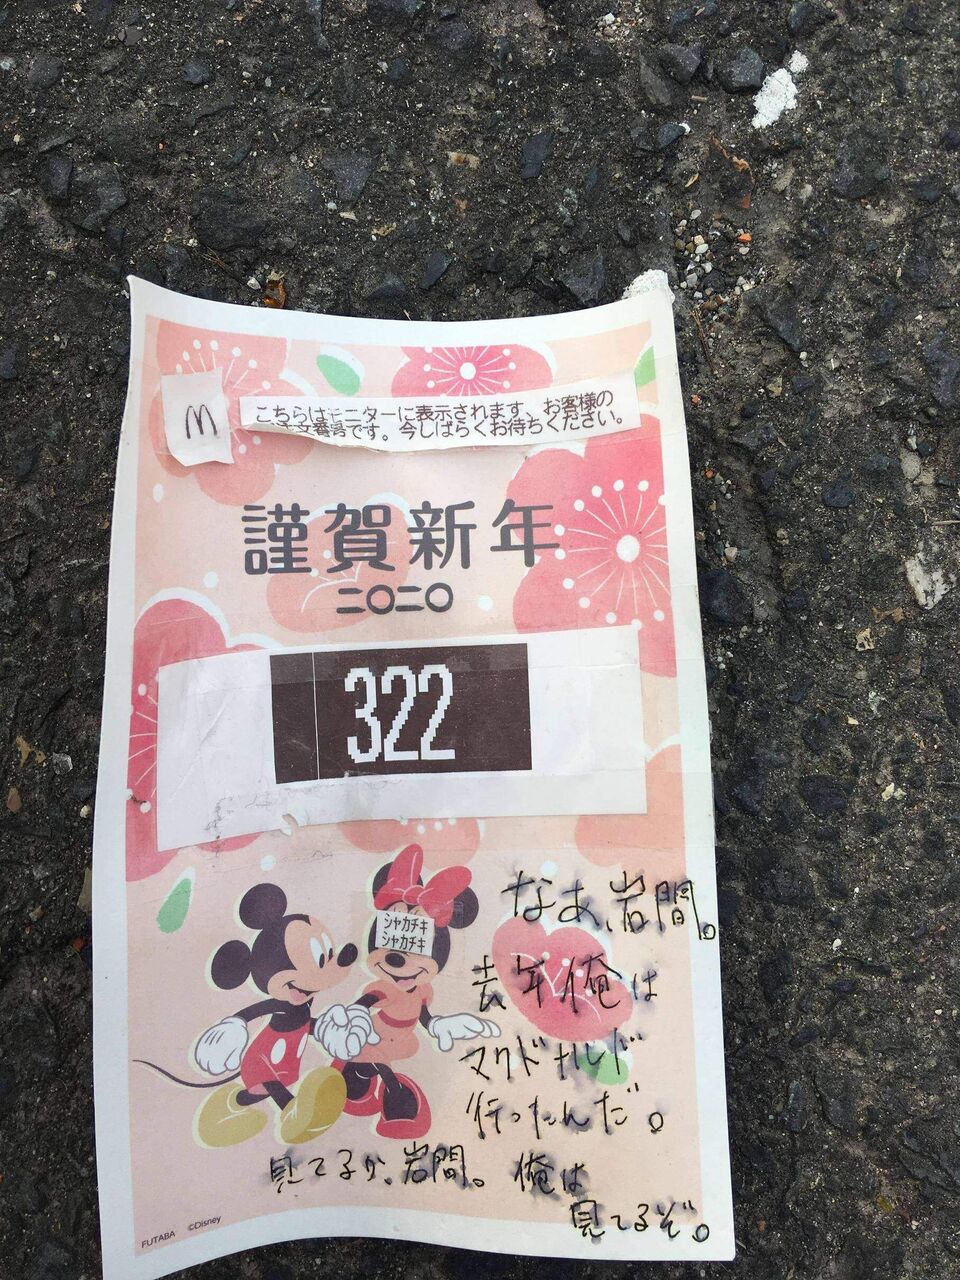 M
こちらはモニターに表示されます、お客様の
文番号です。今しばらくお待ちください。
謹賀新年
二〇二〇
322
シャカチキ
シャカチキ
なあ、岩間。
去年俺は
マクドナルド
行ったんだ。
見てるか、岩間。俺は
見てるぞ。
FUTABA ©Disney